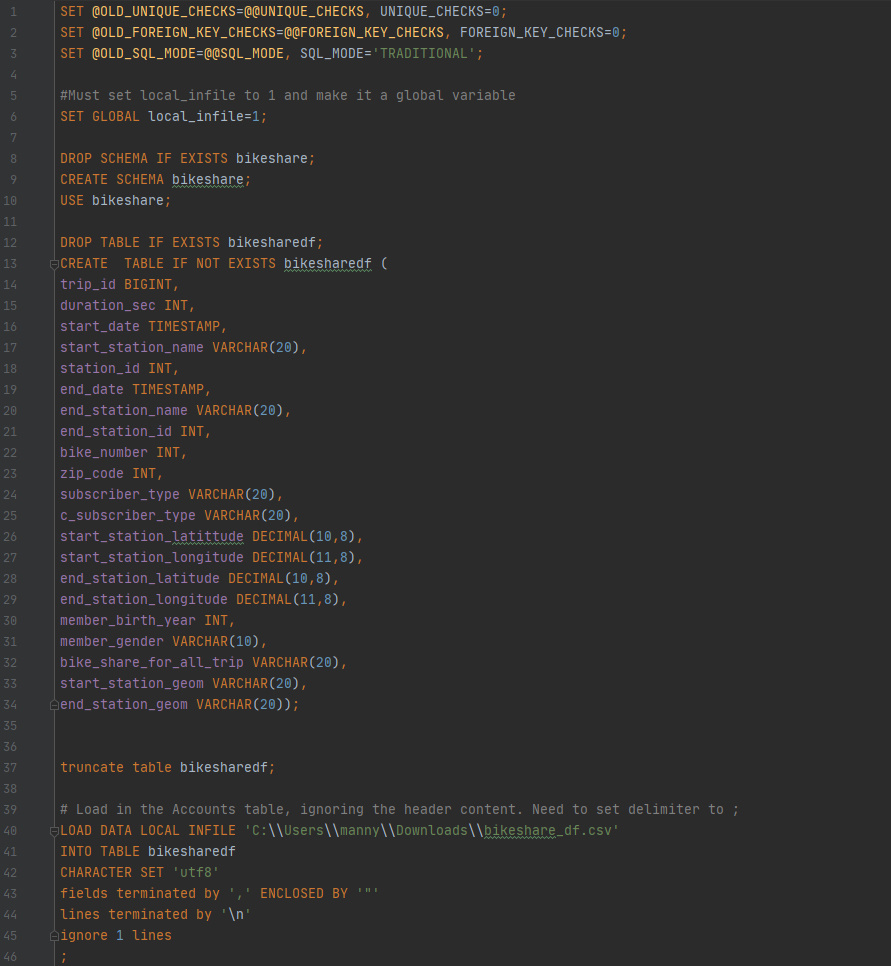 1 SET @OLD_UNIQUE_CHECKS=@@UNIQUE_CHECKS, UNIQUE_CHECKS=0;
2 SET @OLD_FOREIGN_KEY_CHECKS=@@FOREIGN_KEY_CHECKS, FOREIGN_KEY_CHECKS=0;
3 SET @OLD_SQL_MODE=@@SQL_MODE, SQL_MODE='TRADITIONAL';
4
5 #Must set local_infile to 1 and make it a global variable
6 SET GLOBAL local_infile=1;
7
8 DROP SCHEMA IF EXISTS bikeshare;
9 CREATE SCHEMA bikeshare;
10 USE bikeshare;
11
12 DROP TABLE IF EXISTS bikesharedf;
13 CREATE  TABLE IF NOT EXISTS bikesharedf (
14 trip_id BIGINT,
15 duration_sec INT,
16 start_date TIMESTAMP,
17 start_station_name VARCHAR(20),
18 station_id INT,
19 end_date TIMESTAMP,
20 end_station_name VARCHAR(20),
21 end_station_id INT,
22 bike_number INT,
23 zip_code INT,
24 subscriber_type VARCHAR(20),
25 c_subscriber_type VARCHAR(20),
26 start_station_latittude DECIMAL(10,8),
27 start_station_longitude DECIMAL(11,8),
28 end_station_latitude DECIMAL(10,8),
29 end_station_longitude DECIMAL(11,8),
30 member_birth_year INT,
31 member_gender VARCHAR(10),
32 bike_share_for_all_trip VARCHAR(20),
33 start_station_geom VARCHAR(20),
34 end_station_geom VARCHAR(20));
35
36
37 truncate table bikesharedf;
38
39 # Load in the Accounts table, ignoring the header content. Need to set delimiter to ;
40 LOAD DATA LOCAL INFILE 'C:\\Users\\manny\\Downloads\\bikeshare_df.csv'
41 INTO TABLE bikesharedf
42 CHARACTER SET 'utf8'
43 fields terminated by ',' ENCLOSED BY '"'
44 lines terminated by '\n'
45 ignore 1 lines
46 ;